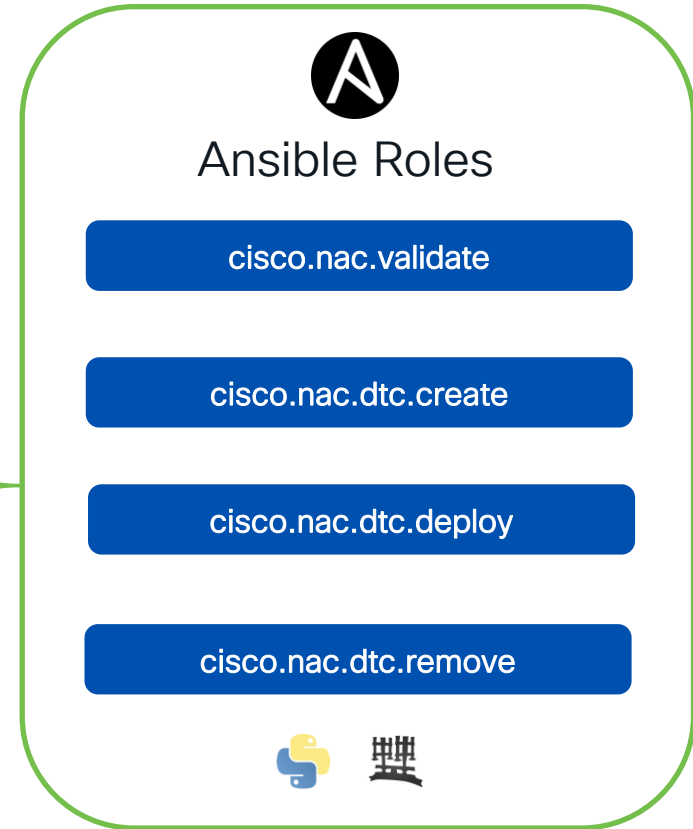 Ansible Roles
cisco.nac.validate
cisco.nac.dtc.create
cisco.nac.dtc.deploy
cisco.nac.dtc.remove